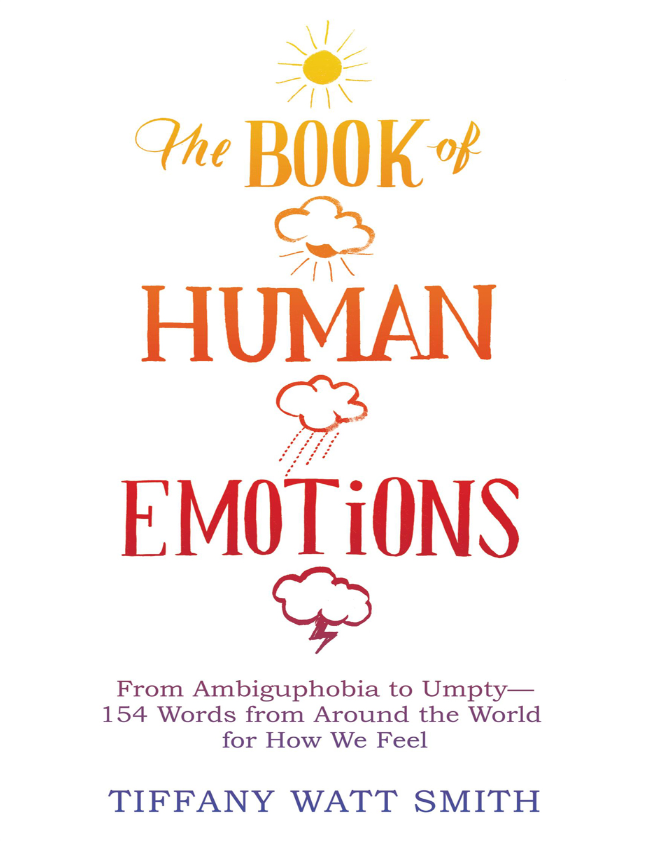 The BOOK of
HUMAN
EMOTiONS
From Ambiguphobia to Umpty—
154 Words from Around the World
for How We Feel
TIFFANY WATT SMITH